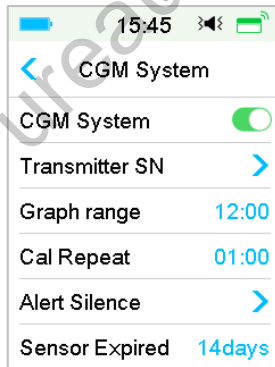 15:45
CGM System
CGM System
Transmitter SN
Graph range 12:00
Cal Repeat 01:00
Alert Silence
Sensor Expired 14days